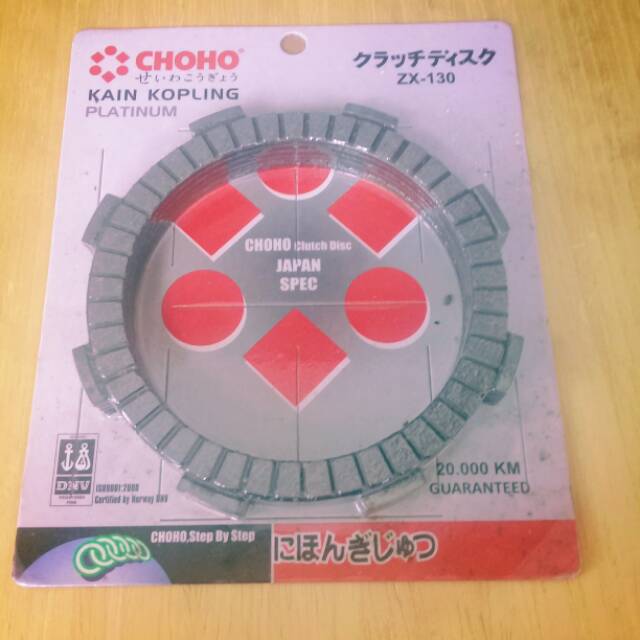 CHOHO®
せいわこうぎょう
KAIN KOPLING
PLATINUM
クラッチディスク
ZX-130
CHOHO Clutch Disc
JAPAN
SPEC
DNV
ISO9001:2008
Certified by Norway DNV
20.000 KM
GUARANTEED
CHOHO,Step By Step
にほんぎじゅつ